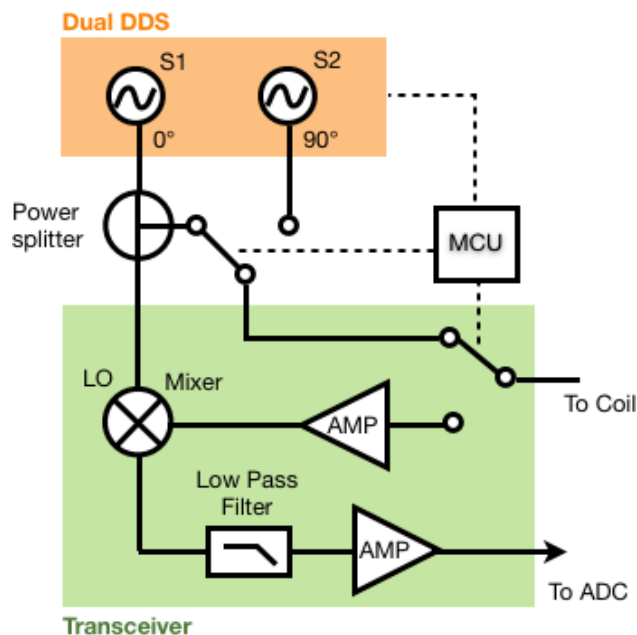 Dual DDS
S1
S2
0°
90°
Power
splitter
MCU
LO
Mixer
To Coil
AMP
Low Pass
Filter
AMP
To ADC
Transceiver